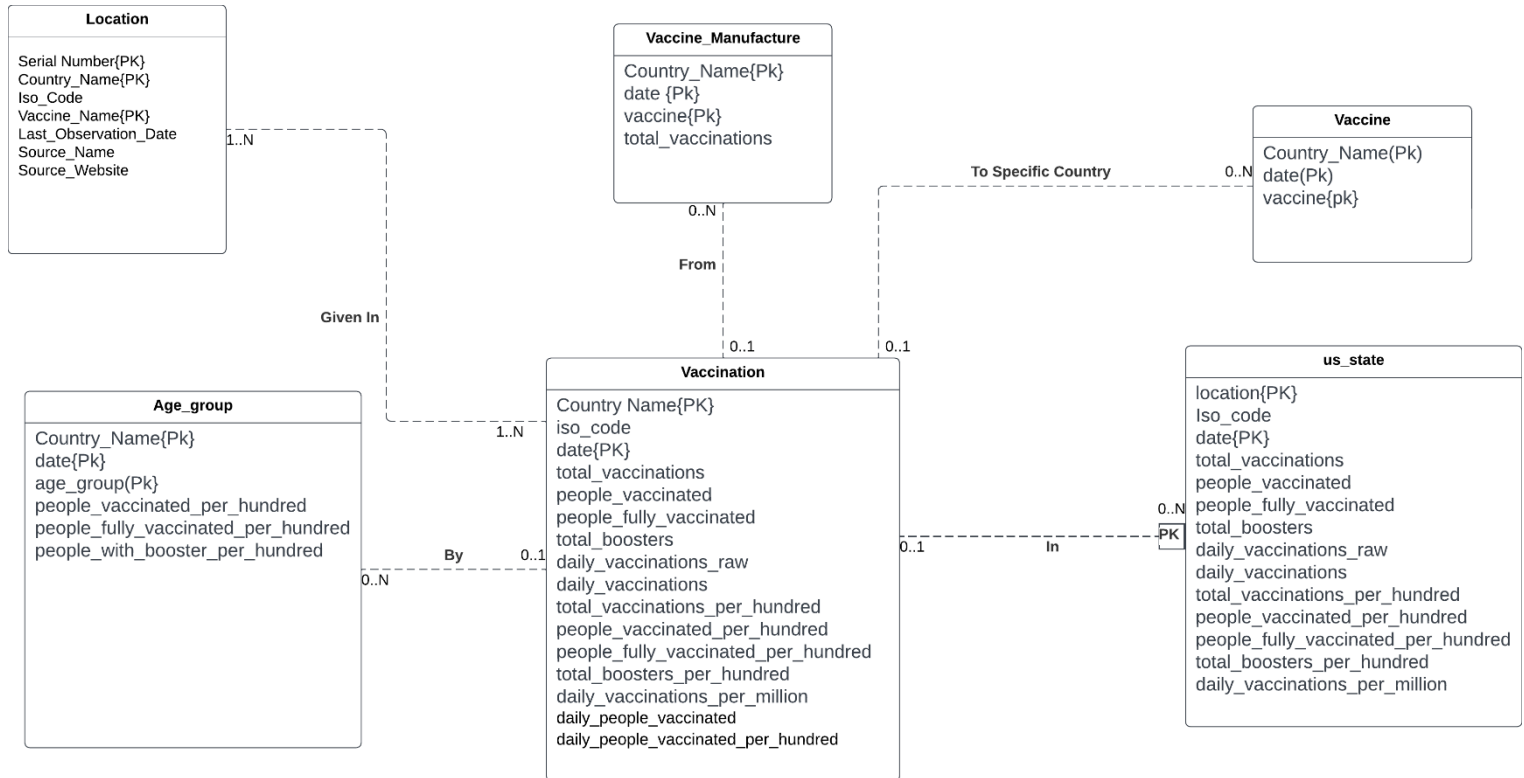 Location
Serial Number{PK}
Country_Name{PK}
Iso_Code
Vaccine_Name{PK}
Last_Observation_Date
Source_Name
Source_Website
1..N
Given In
1..N
Vaccine_Manufacture
Country_Name{Pk}
date {Pk}
vaccine{Pk}
total_vaccinations
0..N
From
0..1
Vaccine
Country_Name(Pk)
date(Pk)
vaccine{pk}
To Specific Country
0..N
0..1
Age_group
Country_Name{Pk}
date{Pk}
age_group(Pk}
people_vaccinated_per_hundred
people_fully_vaccinated_per_hundred
people_with_booster_per_hundred
0..N
By
0..1
Vaccination
Country Name{PK}
iso_code
date{PK}
total_vaccinations
people_vaccinated
people_fully_vaccinated
total_boosters
daily_vaccinations_raw
daily_vaccinations
total_vaccinations_per_hundred
people_vaccinated_per_hundred
people_fully_vaccinated_per_hundred
total_boosters_per_hundred
daily_vaccinations_per_million
daily_people_vaccinated
daily_people_vaccinated_per_hundred
0..1
In
0..N
PK
us_state
location{PK}
Iso_code
date{PK}
total_vaccinations
people_vaccinated
people_fully_vaccinated
total_boosters
daily_vaccinations_raw
daily_vaccinations
total_vaccinations_per_hundred
people_vaccinated_per_hundred
people_fully_vaccinated_per_hundred
total_boosters_per_hundred
daily_vaccinations_per_million